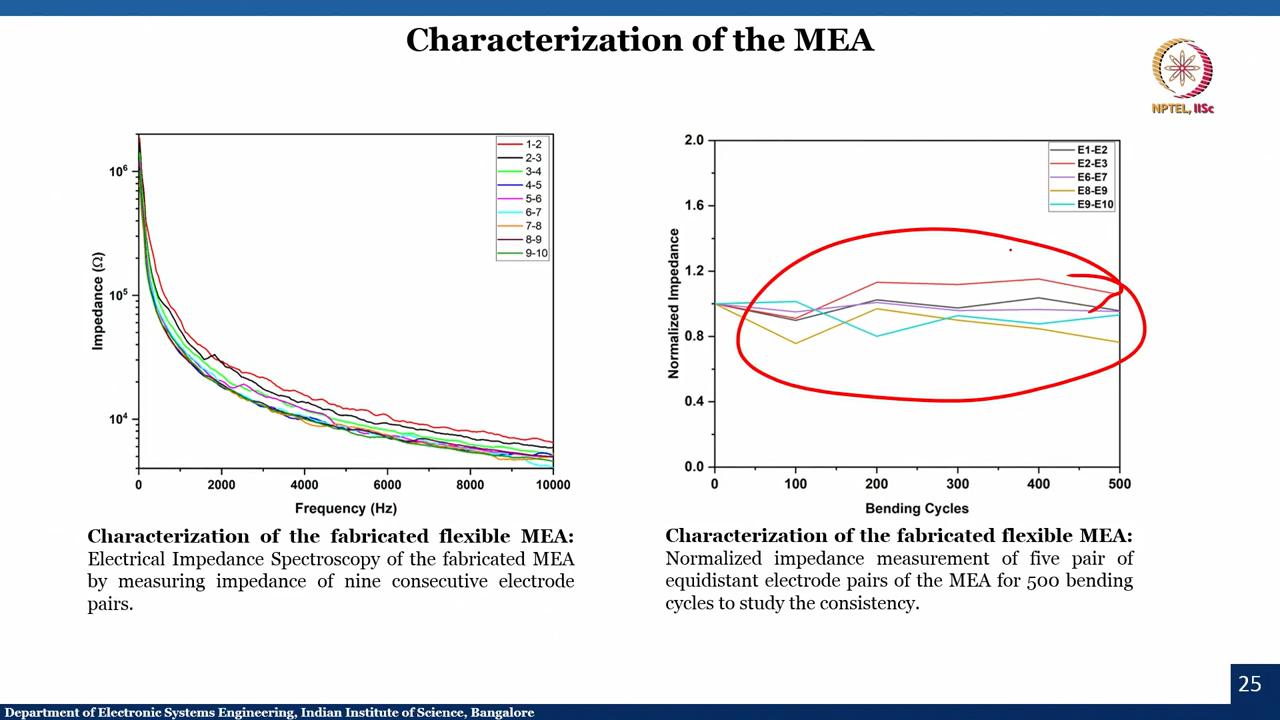 Characterization of the MEA
NPTEL, IISc
10⁶
10⁵
10⁴
Impedance (Ω)
0
2000
4000
6000
8000
10000
Frequency (Hz)
1-2
2-3
3-4
4-5
5-6
6-7
7-8
8-9
9-10
2.0
1.6
1.2
0.8
0.4
0.0
Normalized Impedance
0
100
200
300
400
500
Bending Cycles
E1-E2
E2-E3
E6-E7
E8-E9
E9-E10
Characterization of the fabricated flexible MEA:
Electrical Impedance Spectroscopy of the fabricated MEA
by measuring impedance of nine consecutive electrode
pairs.
Characterization of the fabricated flexible MEA:
Normalized impedance measurement of five pair of
equidistant electrode pairs of the MEA for 500 bending
cycles to study the consistency.
25
Department of Electronic Systems Engineering, Indian Institute of Science, Bangalore